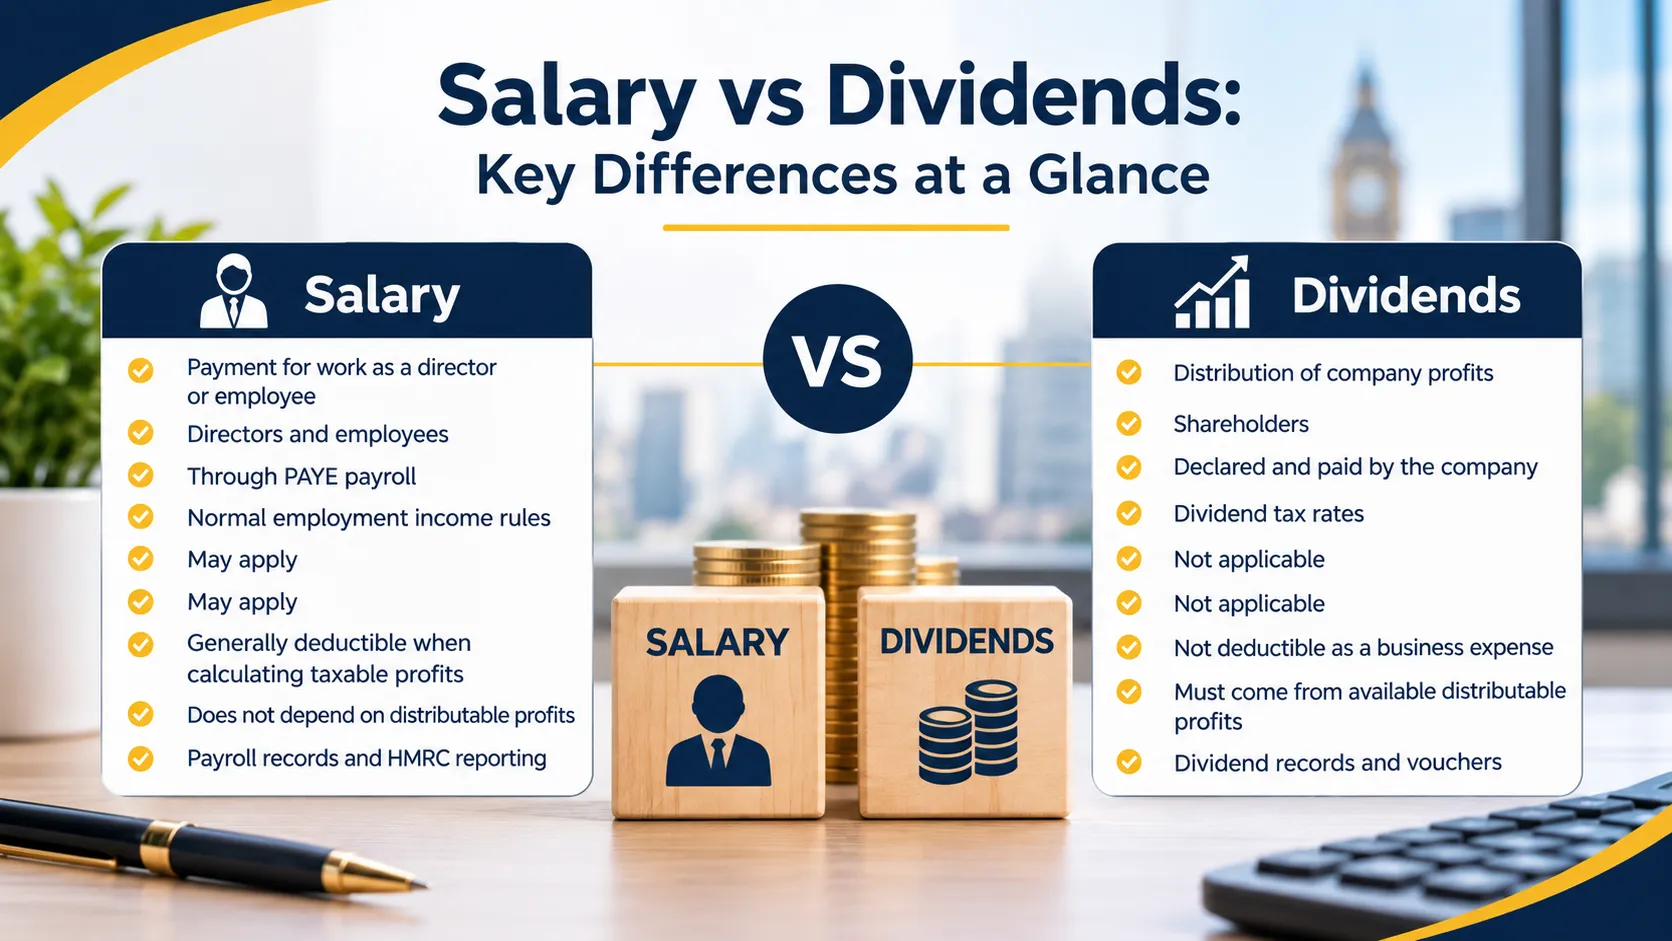 Salary vs Dividends:
Key Differences at a Glance
Salary
Payment for work as a director
or employee
Directors and employees
Through PAYE payroll
Normal employment income rules
May apply
May apply
Generally deductible when
calculating taxable profits
Does not depend on distributable profits
Payroll records and HMRC reporting
VS
SALARY
DIVIDENDS
Dividends
Distribution of company profits
Shareholders
Declared and paid by the company
Dividend tax rates
Not applicable
Not applicable
Not deductible as a business expense
Must come from available distributable
profits
Dividend records and vouchers